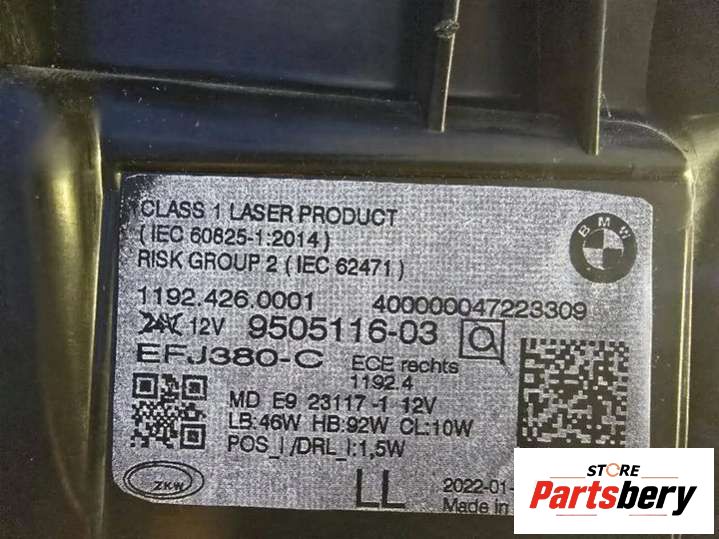 CLASS 1 LASER PRODUCT
( IEC 60825-1:2014 )
RISK GROUP 2 ( IEC 62471 )
BMW
1192.426.0001 400000047223309
24V 12V 9505116-03
EFJ380-C ECE rechts
1192.4
MD E9 23117 -1 12V
LB:46W HB:92W CL:10W
POS_I /DRL_I:1,5W
ZKW LL 2022-01-
Made in
STORE
Partsbery